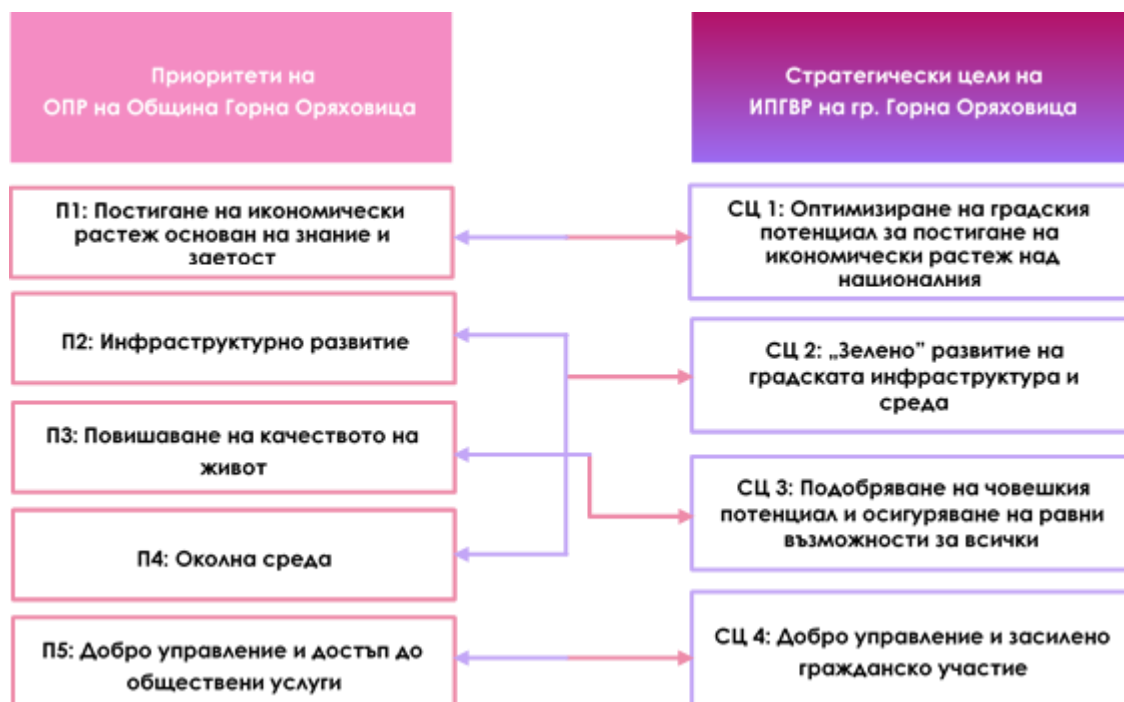 Приоритети на
ОПР на Община Горна Оряховица
Стратегически цели на
ИПГВР на гр. Горна Оряховица
П1: Постигане на икономически
растеж основан на знание и
заетост
СЦ 1: Оптимизиране на градския
потенциал за постигане на
икономически растеж над
националния
П2: Инфраструктурно развитие
СЦ 2: „Зелено” развитие на
градската инфраструктура и
среда
П3: Повишаване на качеството на
живот
СЦ 3: Подобряване на човешкия
потенциал и осигуряване на равни
възможности за всички
П4: Околна среда
П5: Добро управление и достъп до
обществени услуги
СЦ 4: Добро управление и засилено
гражданско участие